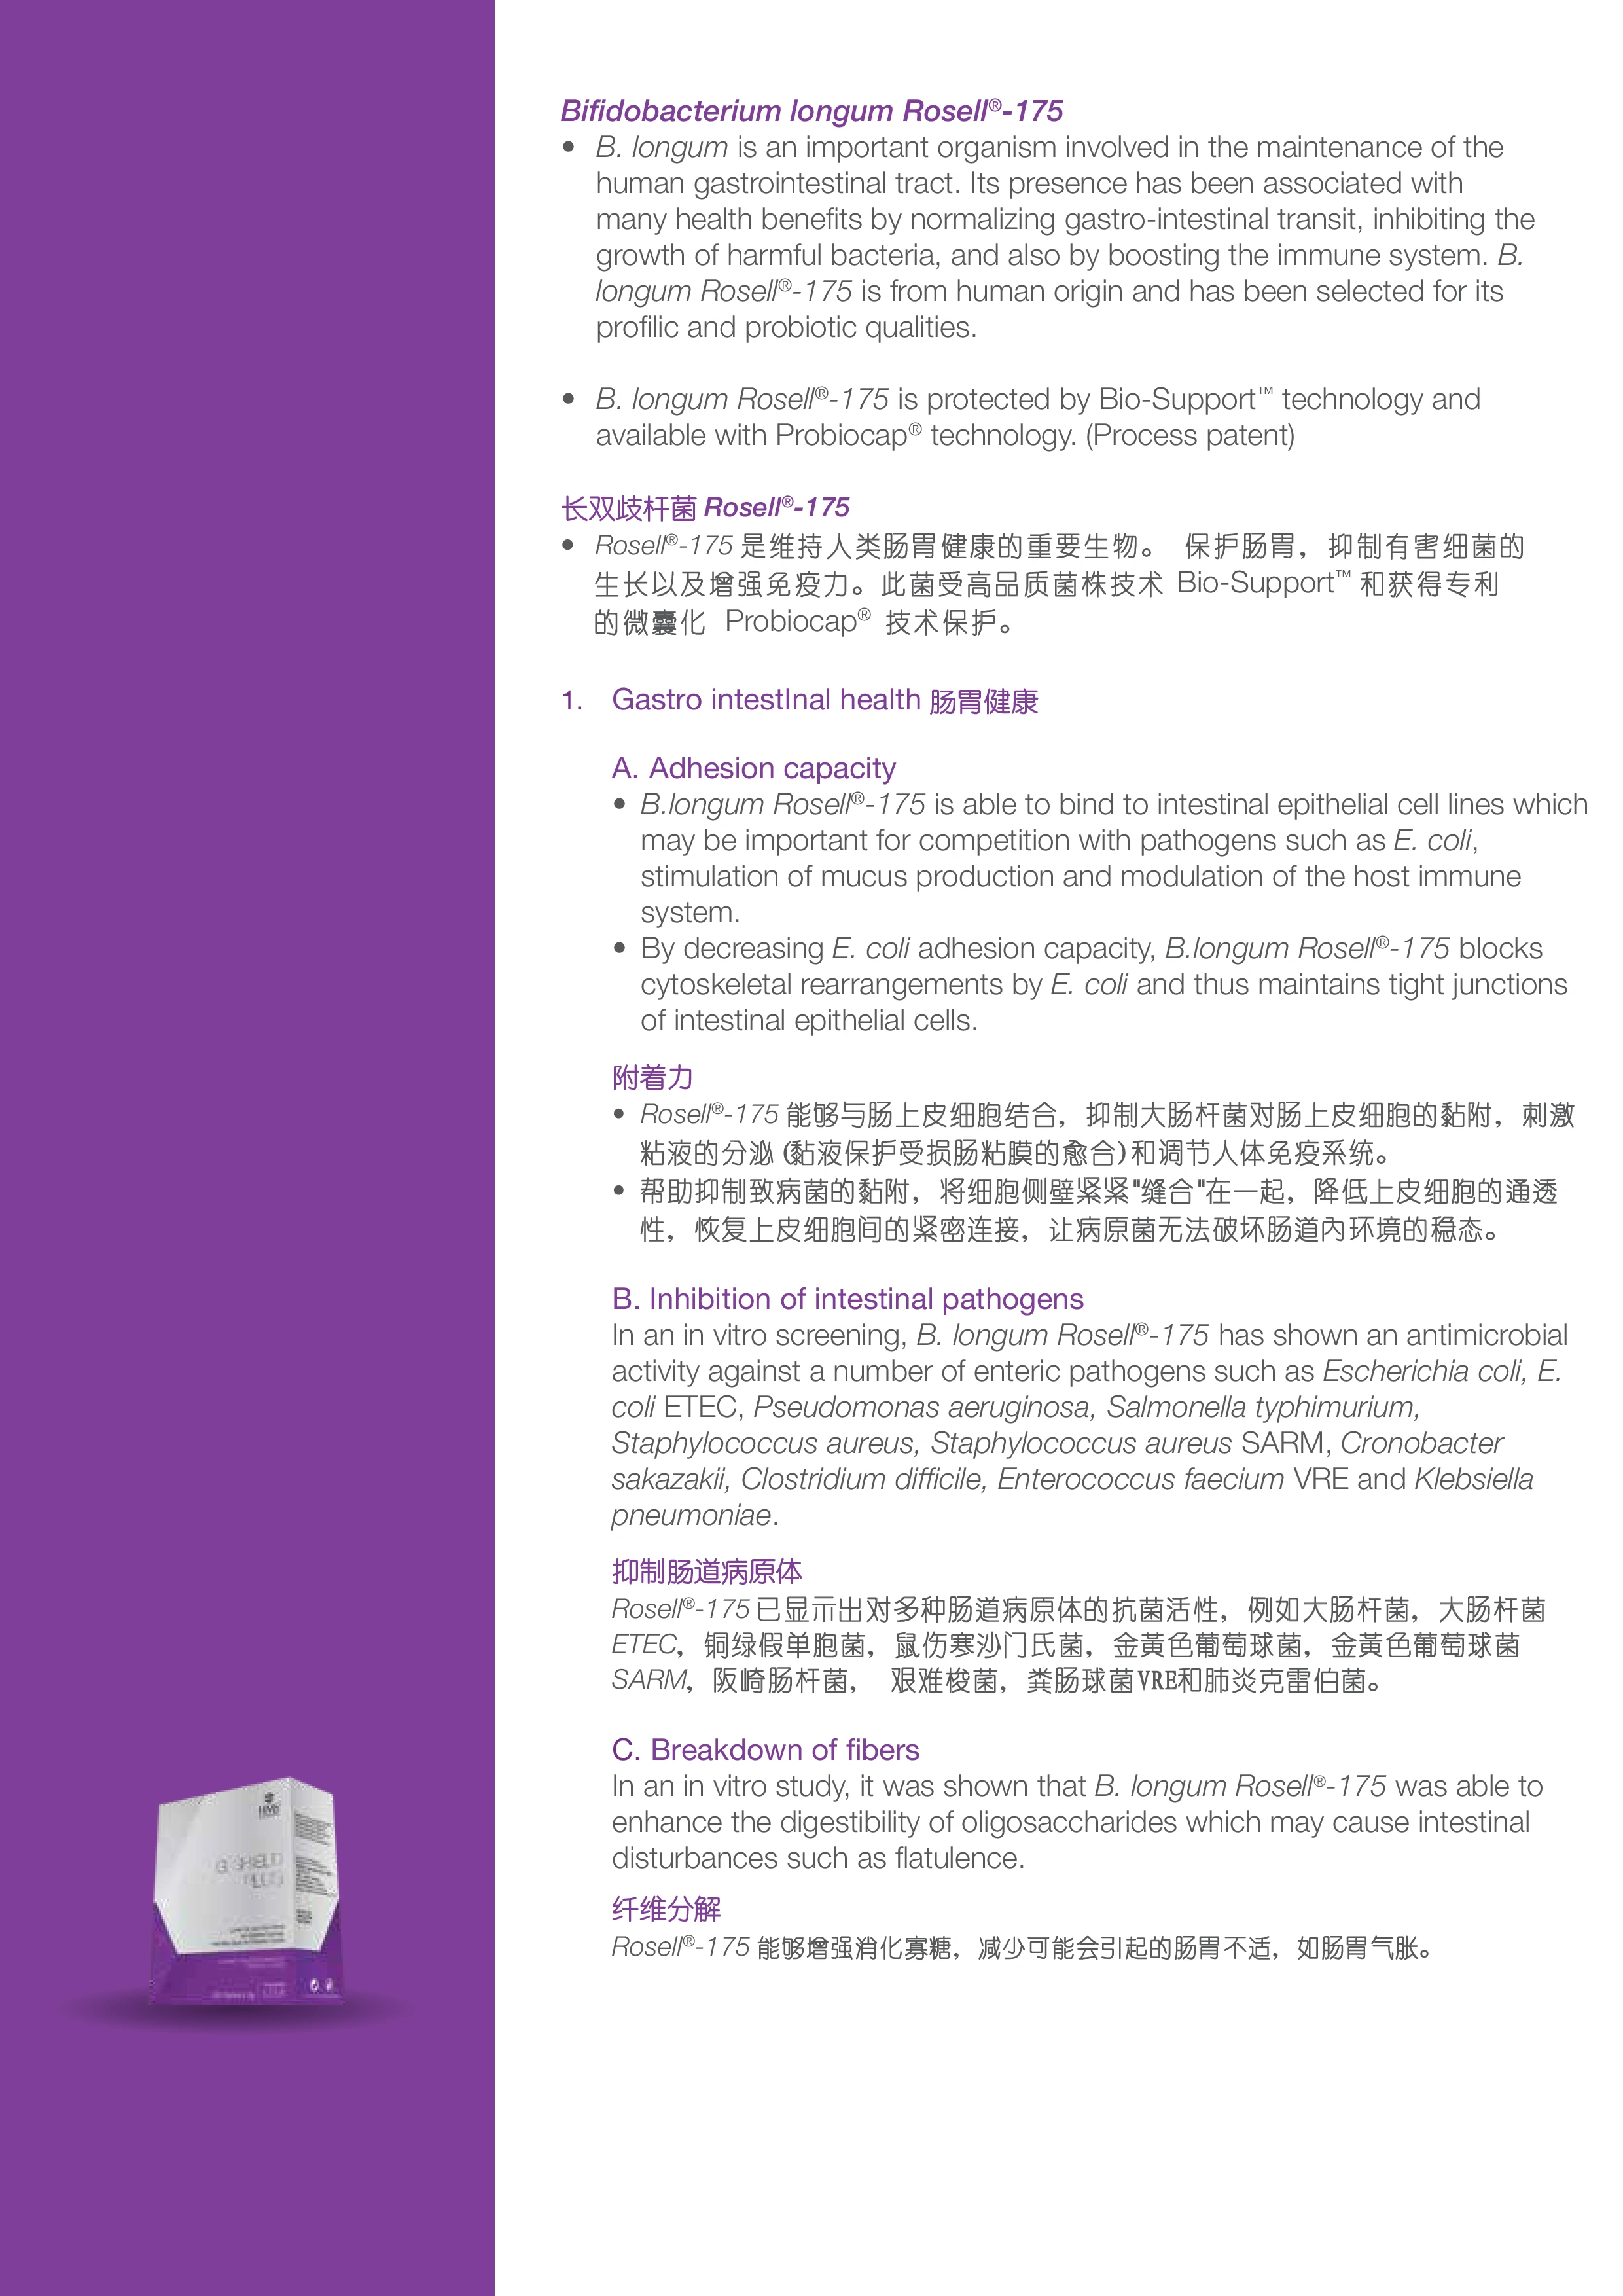 Bifidobacterium longum Rosell®-175
• B. longum is an important organism involved in the maintenance of the
human gastrointestinal tract. Its presence has been associated with
many health benefits by normalizing gastro-intestinal transit, inhibiting the
growth of harmful bacteria, and also by boosting the immune system. B.
longum Rosell®-175 is from human origin and has been selected for its
profilic and probiotic qualities.
• B. longum Rosell®-175 is protected by Bio-Support™ technology and
available with Probiocap® technology. (Process patent)
长双歧杆菌 Rosell®-175
• Rosell®-175 是维持人类肠胃健康的重要生物。 保护肠胃，抑制有害细菌的
生长以及增强免疫力。此菌受高品质菌株技术 Bio-Support™ 和获得专利
的微囊化 Probiocap® 技术保护。
1. Gastro intestInal health 肠胃健康
A. Adhesion capacity
• B.longum Rosell®-175 is able to bind to intestinal epithelial cell lines which
may be important for competition with pathogens such as E. coli,
stimulation of mucus production and modulation of the host immune
system.
• By decreasing E. coli adhesion capacity, B.longum Rosell®-175 blocks
cytoskeletal rearrangements by E. coli and thus maintains tight junctions
of intestinal epithelial cells.
附着力
• Rosell®-175 能够与肠上皮细胞结合，抑制大肠杆菌对肠上皮细胞的黏附，刺激
粘液的分泌 (黏液保护受损肠粘膜的愈合)和调节人体免疫系统。
• 帮助抑制致病菌的黏附，将细胞侧壁紧紧"缝合"在一起，降低上皮细胞的通透
性，恢复上皮细胞间的紧密连接，让病原菌无法破坏肠道內环境的稳态。
B. Inhibition of intestinal pathogens
In an in vitro screening, B. longum Rosell®-175 has shown an antimicrobial
activity against a number of enteric pathogens such as Escherichia coli, E.
coli ETEC, Pseudomonas aeruginosa, Salmonella typhimurium,
Staphylococcus aureus, Staphylococcus aureus SARM, Cronobacter
sakazakii, Clostridium difficile, Enterococcus faecium VRE and Klebsiella
pneumoniae.
抑制肠道病原体
Rosell®-175 已显示出对多种肠道病原体的抗菌活性，例如大肠杆菌，大肠杆菌
ETEC，铜绿假单胞菌，鼠伤寒沙门氏菌，金黃色葡萄球菌，金黃色葡萄球菌
SARM，阪崎肠杆菌， 艰难梭菌，粪肠球菌VRE和肺炎克雷伯菌。
C. Breakdown of fibers
In an in vitro study, it was shown that B. longum Rosell®-175 was able to
enhance the digestibility of oligosaccharides which may cause intestinal
disturbances such as flatulence.
纤维分解
Rosell®-175 能够增强消化寡糖，减少可能会引起的肠胃不适，如肠胃气胀。
SHIELD